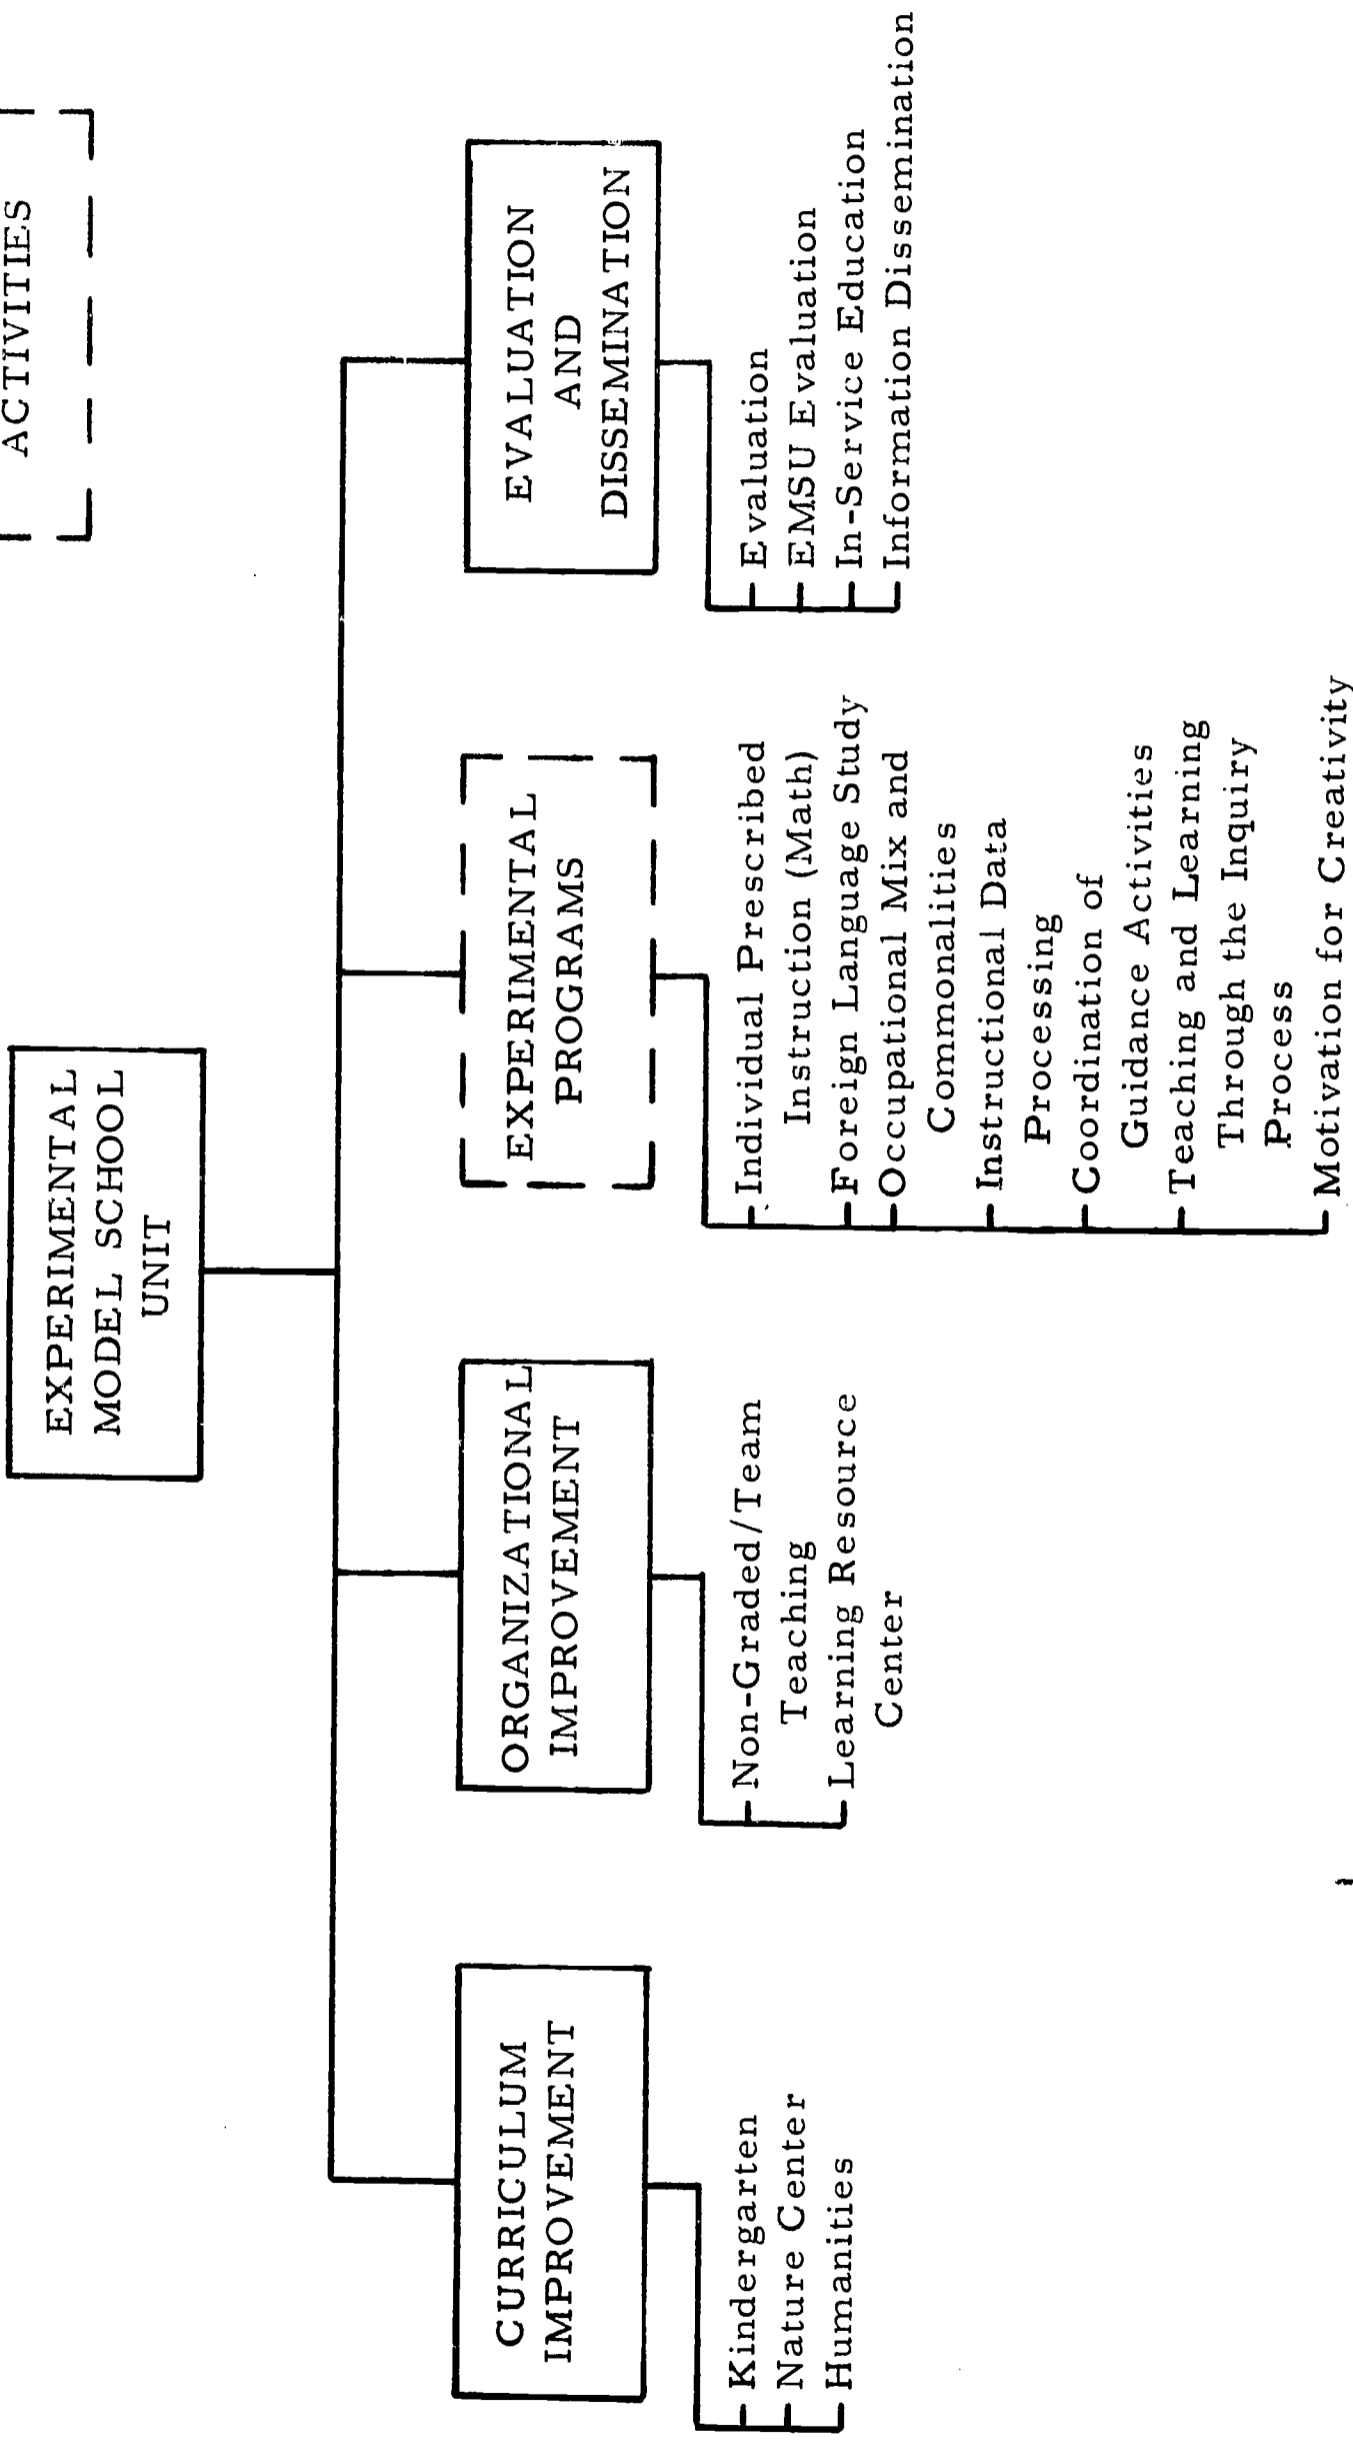 ACTIVITIES
EXPERIMENTAL
MODEL SCHOOL
UNIT
CURRICULUM
IMPROVEMENT
Kindergarten
Nature Center
Humanities
ORGANIZATIONAL
IMPROVEMENT
Non-Graded/Team
Teaching
Learning Resource
Center
EXPERIMENTAL
PROGRAMS
Individual Prescribed
Instruction (Math)
Foreign Language Study
Occupational Mix and
Commonalities
Instructional Data
Processing
Coordination of
Guidance Activities
Teaching and Learning
Through the Inquiry
Process
Motivation for Creativity
EVALUATION
AND
DISSEMINATION
Evaluation
EMSU Evaluation
In-Service Education
Information Dissemination